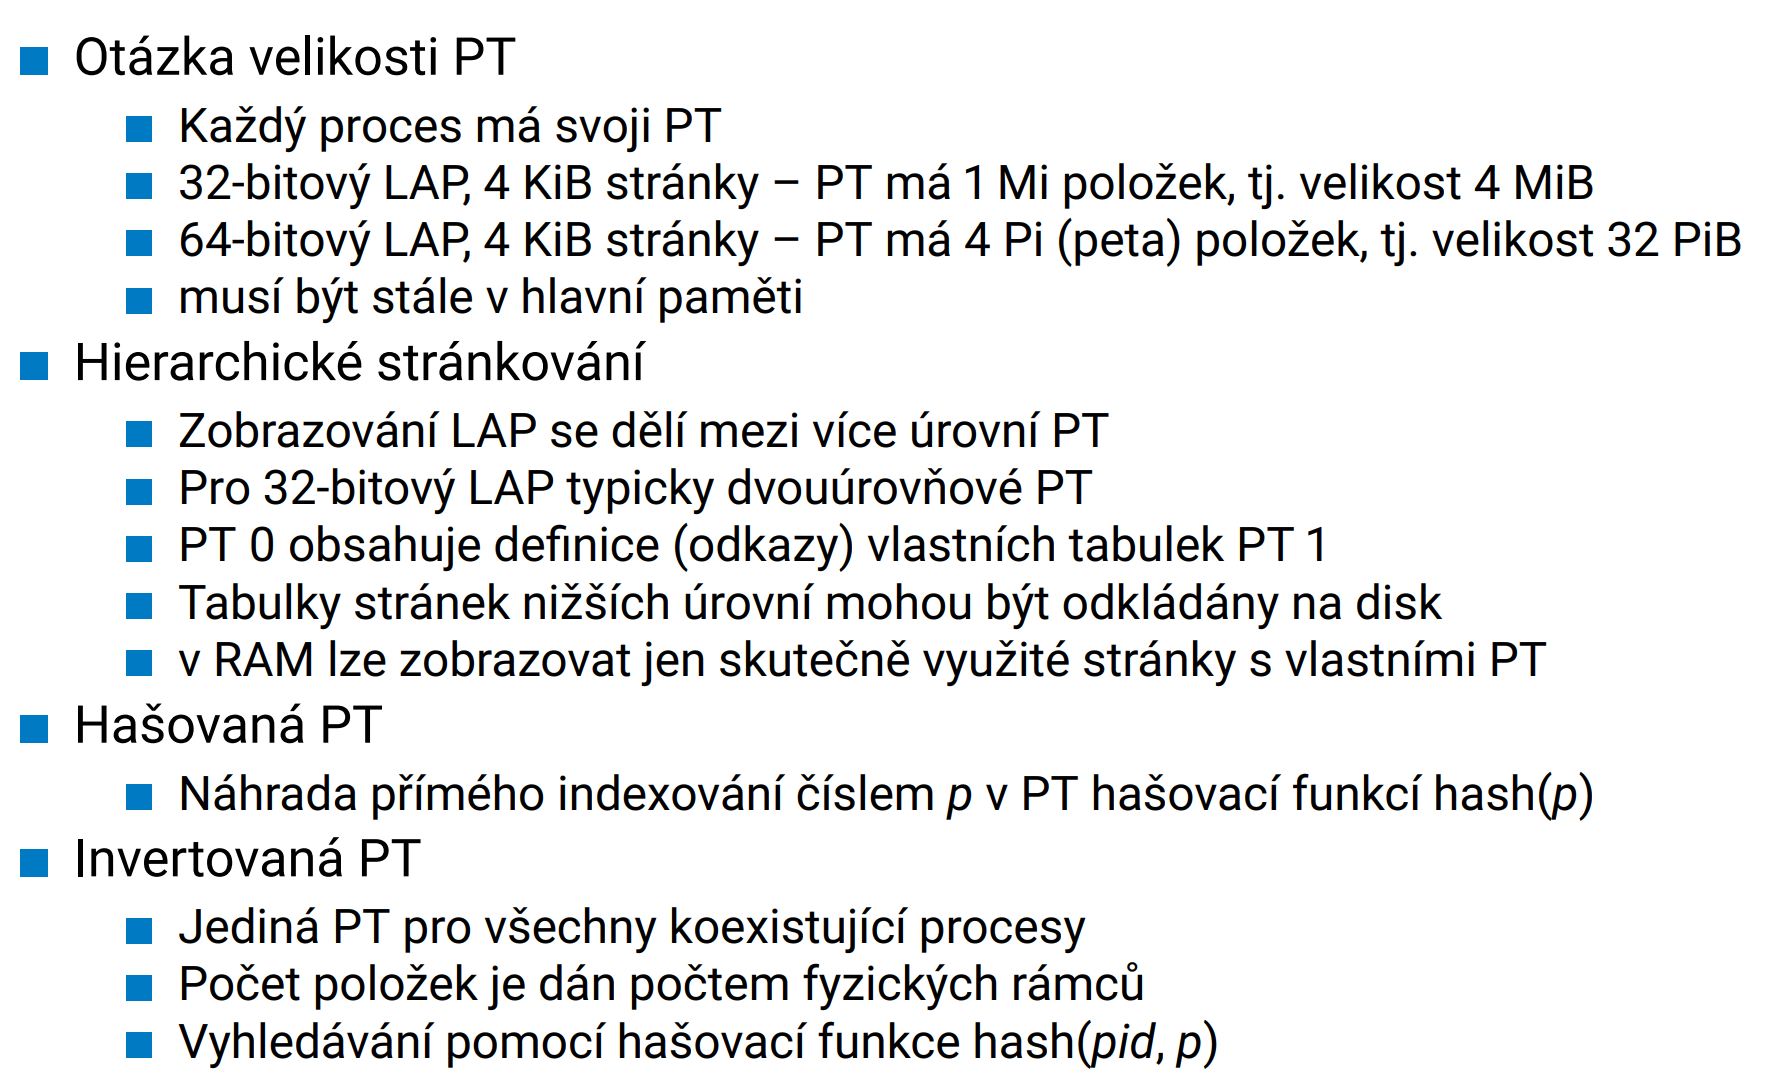 Otázka velikosti PT
Každý proces má svoji PT
32-bitový LAP, 4 KiB stránky – PT má 1 Mi položek, tj. velikost 4 MiB
64-bitový LAP, 4 KiB stránky – PT má 4 Pi (peta) položek, tj. velikost 32 PiB
musí být stále v hlavní paměti
Hierarchické stránkování
Zobrazování LAP se dělí mezi více úrovní PT
Pro 32-bitový LAP typicky dvouúrovňové PT
PT 0 obsahuje definice (odkazy) vlastních tabulek PT 1
Tabulky stránek nižších úrovní mohou být odkládány na disk
v RAM lze zobrazovat jen skutečně využité stránky s vlastními PT
Hašovaná PT
Náhrada přímého indexování číslem p v PT hašovací funkcí hash(p)
Invertovaná PT
Jediná PT pro všechny koexistující procesy
Počet položek je dán počtem fyzických rámců
Vyhledávání pomocí hašovací funkce hash(pid, p)